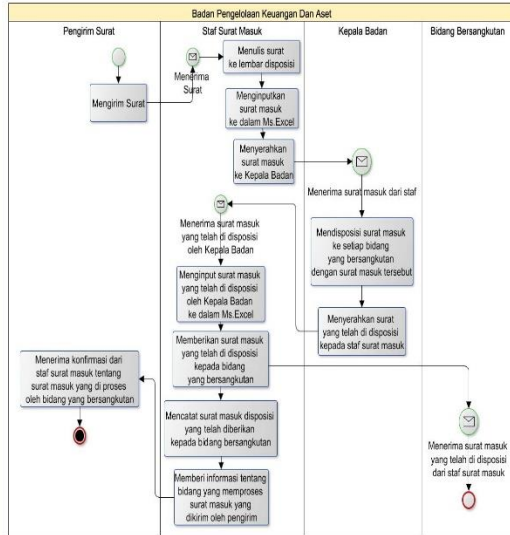 Badan Pengelolaan Keuangan Dan Aset
Pengirim Surat
Staf Surat Masuk
Kepala Badan
Bidang Bersangkutan
Mengirim Surat
Menerima
Surat
Menulis surat
ke lembar disposisi
Menginputkan
surat masuk
ke dalam Ms.Excel
Menyerahkan
surat masuk
ke Kepala Badan
Menerima surat masuk dari staf
Mendisposisi surat masuk
ke setiap bidang
yang bersangkutan
dengan surat masuk tersebut
Menyerahkan surat
yang telah di disposisi
kepada staf surat masuk
Menerima surat masuk
yang telah di disposisi
oleh Kepala Badan
Menginput surat masuk
yang telah di disposisi
oleh Kepala Badan
ke dalam Ms.Excel
Memberikan surat masuk
yang telah di disposisi
kepada bidang
yang bersangkutan
Menerima surat masuk
yang telah di disposisi
dari staf surat masuk
Mencatat surat masuk disposisi
yang telah diberikan
kepada bidang bersangkutan
Memberi informasi tentang
bidang yang memproses
surat masuk yang
dikirim oleh pengirim
Menerima konfirmasi dari
staf surat masuk tentang
surat masuk yang di proses
oleh bidang yang bersangkutan